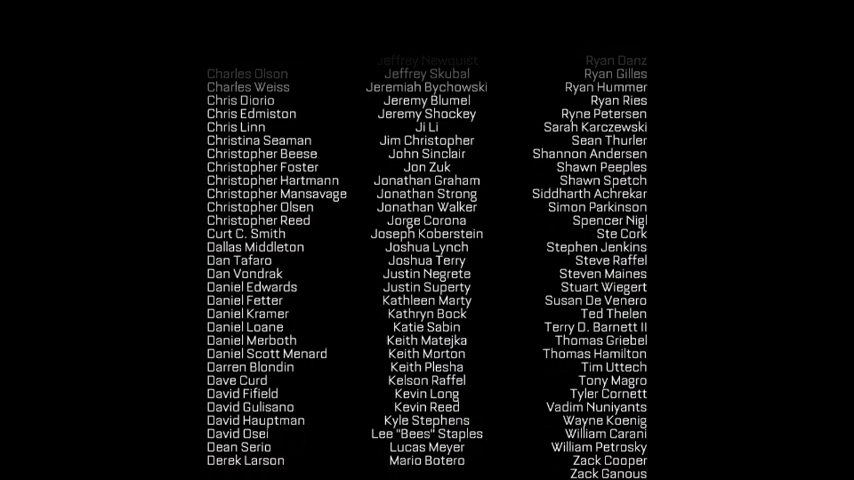 Jeffrey Newquist Ryan Danz
Charles Olson Jeffrey Skubal Ryan Gilles
Charles Weiss Jeremiah Bychowski Ryan Hummer
Chris Diorio Jeremy Blumel Ryan Ries
Chris Edmiston Jeremy Shockey Ryne Petersen
Chris Linn Ji Li Sarah Karczewski
Christina Seaman Jim Christopher Sean Thurler
Christopher Beese John Sinclair Shannon Andersen
Christopher Foster Jon Zuk Shawn Peeples
Christopher Hartmann Jonathan Graham Shawn Spetch
Christopher Mansavage Jonathan Strong Siddharth Achrekar
Christopher Olsen Jonathan Walker Simon Parkinson
Christopher Reed Jorge Corona Spencer Nigl
Curt C. Smith Joseph Koberstein Ste Cork
Dallas Middleton Joshua Lynch Stephen Jenkins
Dan Tafaro Joshua Terry Steve Raffel
Dan Vondrak Justin Negrete Steven Maines
Daniel Edwards Justin Superty Stuart Wiegert
Daniel Fetter Kathleen Marty Susan De Venero
Daniel Kramer Kathryn Bock Ted Thelen
Daniel Loane Katie Sabin Terry D. Barnett II
Daniel Merboth Keith Matejka Thomas Griebel
Daniel Scott Menard Keith Morton Thomas Hamilton
Darren Blondin Keith Plesha Tim Uttech
Dave Curd Kelson Raffel Tony Magro
David Fifield Kevin Long Tyler Cornett
David Gulisano Kevin Reed Vadim Nuniyants
David Hauptman Kyle Stephens Wayne Koenig
David Osei Lee "Bees" Staples William Carani
Dean Serio Lucas Meyer William Petrosky
Derek Larson Mario Botero Zack Cooper
Zack Ganous